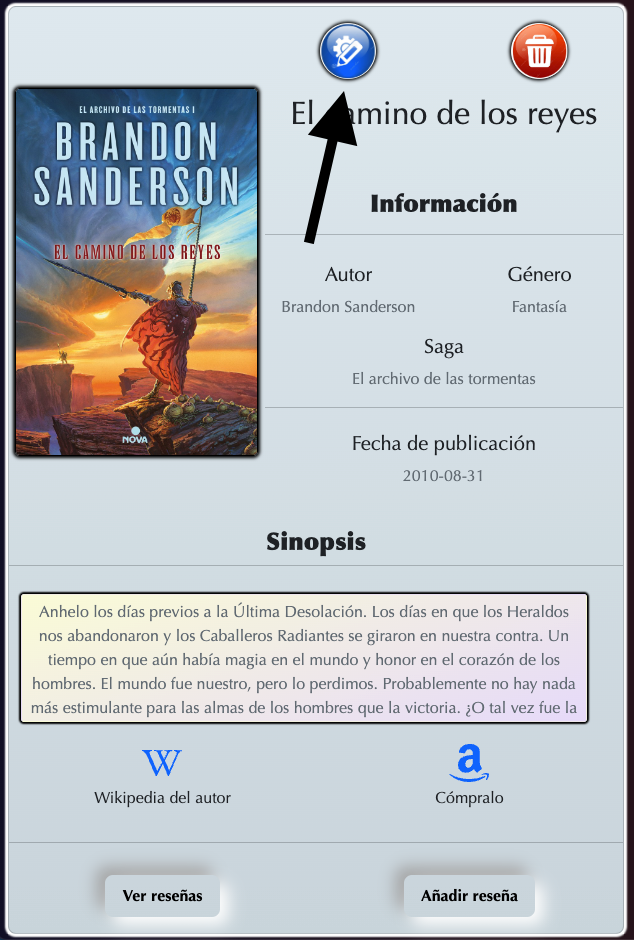 El camino de los reyes
EL ARCHIVO DE LAS TORMENTAS I
BRANDON
SANDERSON
EL CAMINO DE LOS REYES
NOVA
Información
Autor
Género
Brandon Sanderson
Fantasía
Saga
El archivo de las tormentas
Fecha de publicación
2010-08-31
Sinopsis
Anhelo los días previos a la Última Desolación. Los días en que los Heraldos
nos abandonaron y los Caballeros Radiantes se giraron en nuestra contra. Un
tiempo en que aún había magia en el mundo y honor en el corazón de los
hombres. El mundo fue nuestro, pero lo perdimos. Probablemente no hay nada
más estimulante para las almas de los hombres que la victoria. ¿O tal vez fue la
W
a
Wikipedia del autor
Cómpralo
Ver reseñas
Añadir reseña